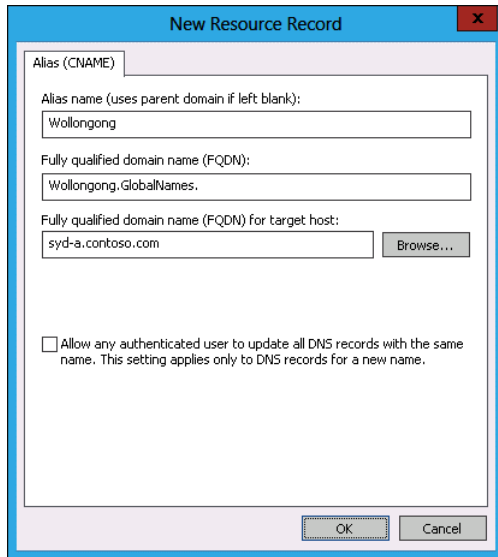 New Resource Record
x
Alias (CNAME)
Alias name (uses parent domain if left blank):
Wollongong
Fully qualified domain name (FQDN):
Wollongong.GlobalNames.
Fully qualified domain name (FQDN) for target host:
syd-a.contoso.com
Browse...
Allow any authenticated user to update all DNS records with the same
name. This setting applies only to DNS records for a new name.
OK
Cancel